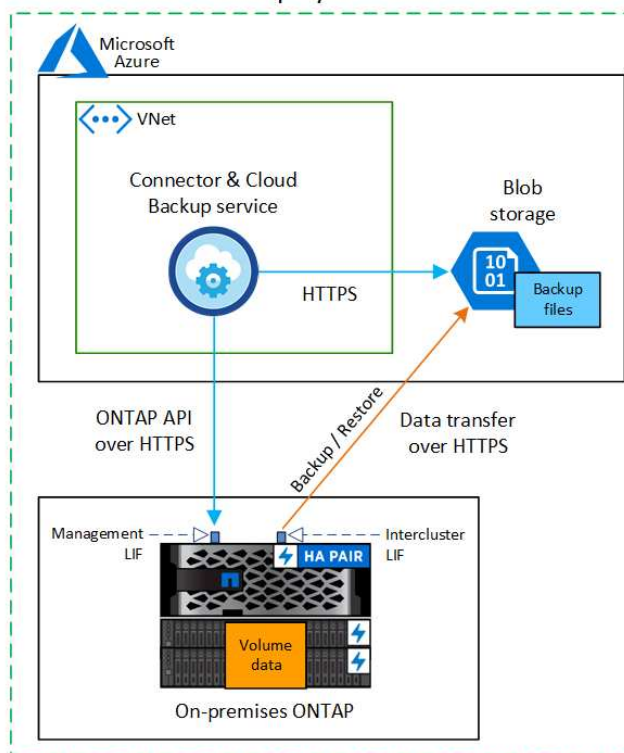 Microsoft
Azure
VNet
Connector & Cloud
Backup service
Blob
storage
10
01
Backup
files
HTTPS
ONTAP API
over HTTPS
Backup / Restore
Data transfer
over HTTPS
Management
LIF
Intercluster
LIF
HA PAIR
Volume
data
On-premises ONTAP